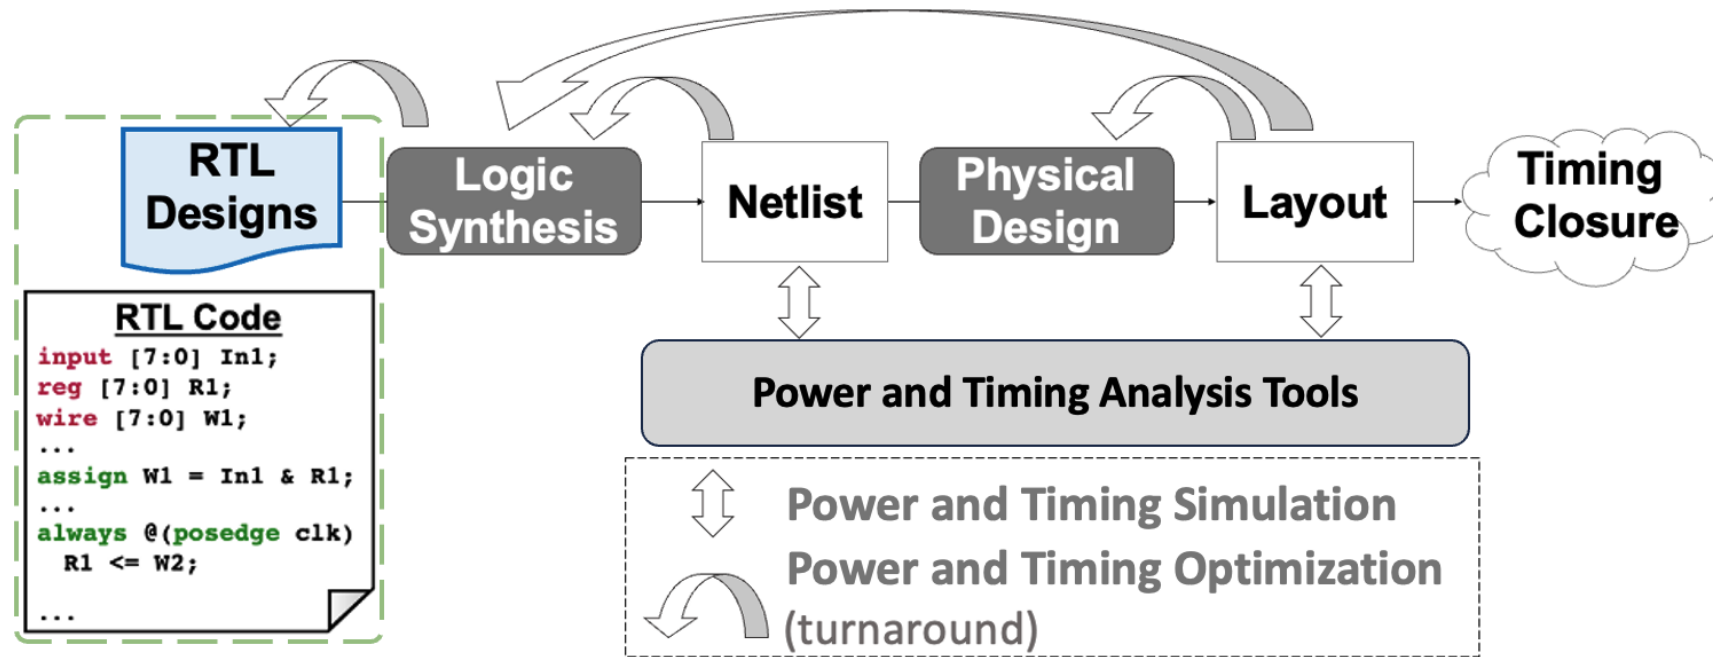 RTL
Designs
Logic
Synthesis
Netlist
Physical
Design
Layout
Timing
Closure
RTL Code
input [7:0] In1;
reg [7:0] R1;
wire [7:0] W1;
...
assign W1 = In1 & R1;
...
always @(posedge clk)
R1 <= W2;
...
Power and Timing Analysis Tools
Power and Timing Simulation
Power and Timing Optimization
(turnaround)